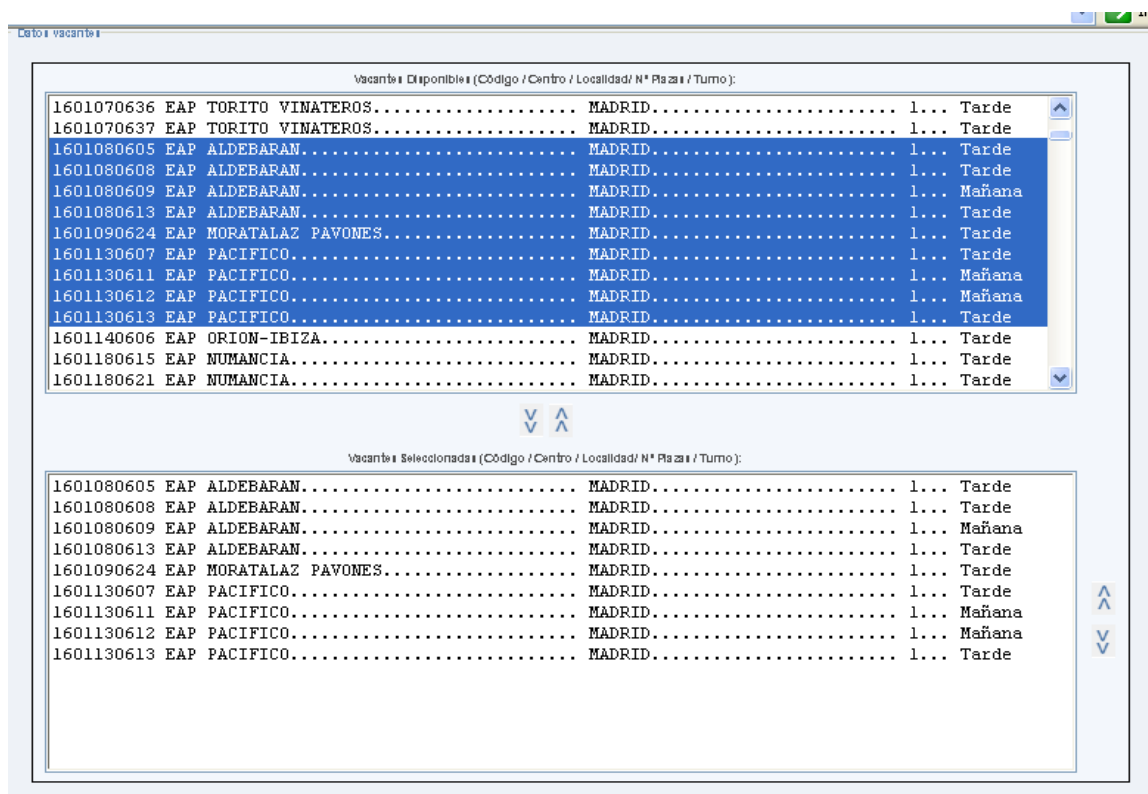 Datos vacantes
Vacantes Disponibles (Código / Centro / Localidad/ Nº Plazas / Turno ):
1601070636 EAP TORITO VINATEROS.................... MADRID........................ 1... Tarde
1601070637 EAP TORITO VINATEROS.................... MADRID........................ 1... Tarde
1601080605 EAP ALDEBARAN........................... MADRID........................ 1... Tarde
1601080608 EAP ALDEBARAN........................... MADRID........................ 1... Tarde
1601080609 EAP ALDEBARAN........................... MADRID........................ 1... Mañana
1601080613 EAP ALDEBARAN........................... MADRID........................ 1... Tarde
1601090624 EAP MORATALAZ PAVONES................... MADRID........................ 1... Tarde
1601130607 EAP PACIFICO............................ MADRID........................ 1... Tarde
1601130611 EAP PACIFICO............................ MADRID........................ 1... Mañana
1601130612 EAP PACIFICO............................ MADRID........................ 1... Mañana
1601130613 EAP PACIFICO............................ MADRID........................ 1... Tarde
1601140606 EAP ORION-IBIZA......................... MADRID........................ 1... Tarde
1601180615 EAP NUMANCIA............................ MADRID........................ 1... Tarde
1601180621 EAP NUMANCIA............................ MADRID........................ 1... Tarde
Vacantes Seleccionadas (Código / Centro / Localidad/ Nº Plazas / Turno ):
1601080605 EAP ALDEBARAN........................... MADRID........................ 1... Tarde
1601080608 EAP ALDEBARAN........................... MADRID........................ 1... Tarde
1601080609 EAP ALDEBARAN........................... MADRID........................ 1... Mañana
1601080613 EAP ALDEBARAN........................... MADRID........................ 1... Tarde
1601090624 EAP MORATALAZ PAVONES................... MADRID........................ 1... Tarde
1601130607 EAP PACIFICO............................ MADRID........................ 1... Tarde
1601130611 EAP PACIFICO............................ MADRID........................ 1... Mañana
1601130612 EAP PACIFICO............................ MADRID........................ 1... Mañana
1601130613 EAP PACIFICO............................ MADRID........................ 1... Tarde